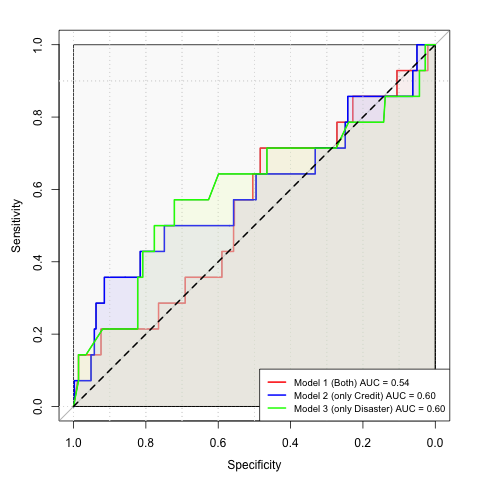 1.0
0.8
0.6
0.4
0.2
0.0
Sensitivity
Model 1 (Both) AUC = 0.54
Model 2 (only Credit) AUC = 0.60
Model 3 (only Disaster) AUC = 0.60
1.0 0.8 0.6 0.4 0.2 0.0
Specificity